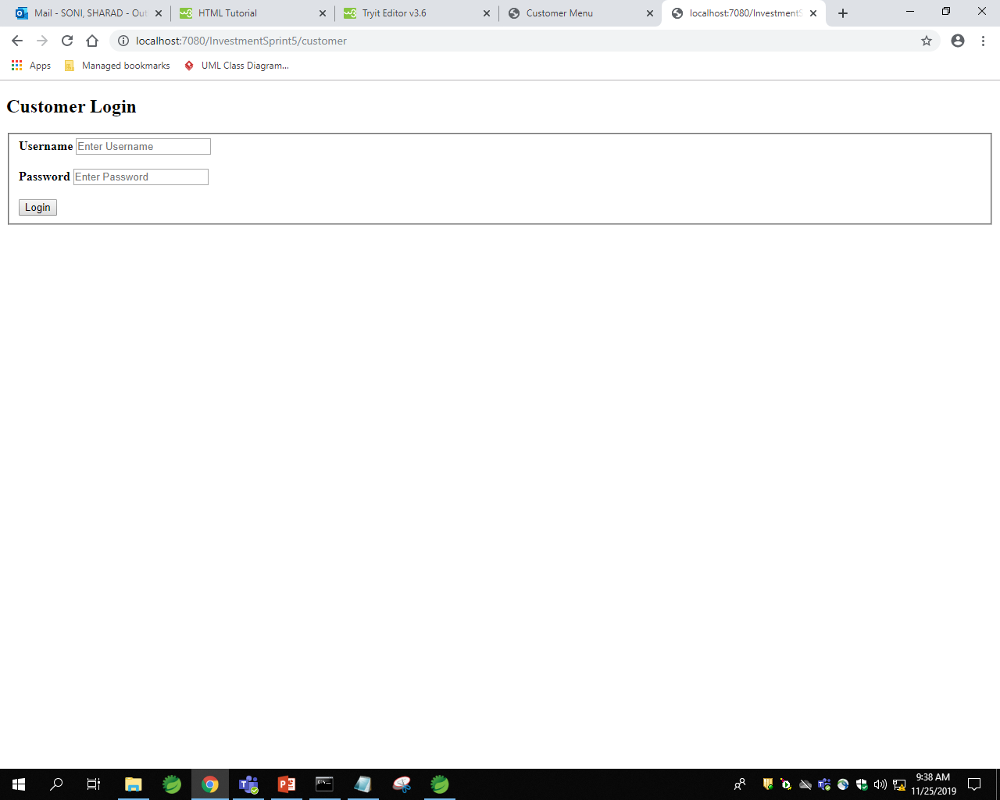 Mail - SONI, SHARAD - Out
HTML Tutorial
Tryit Editor v3.6
Customer Menu
localhost:7080/InvestmentS
localhost:7080/InvestmentSprint5/customer
Apps
Managed bookmarks
UML Class Diagram...
Customer Login
Username Enter Username
Password Enter Password
Login
9:38 AM
11/25/2019